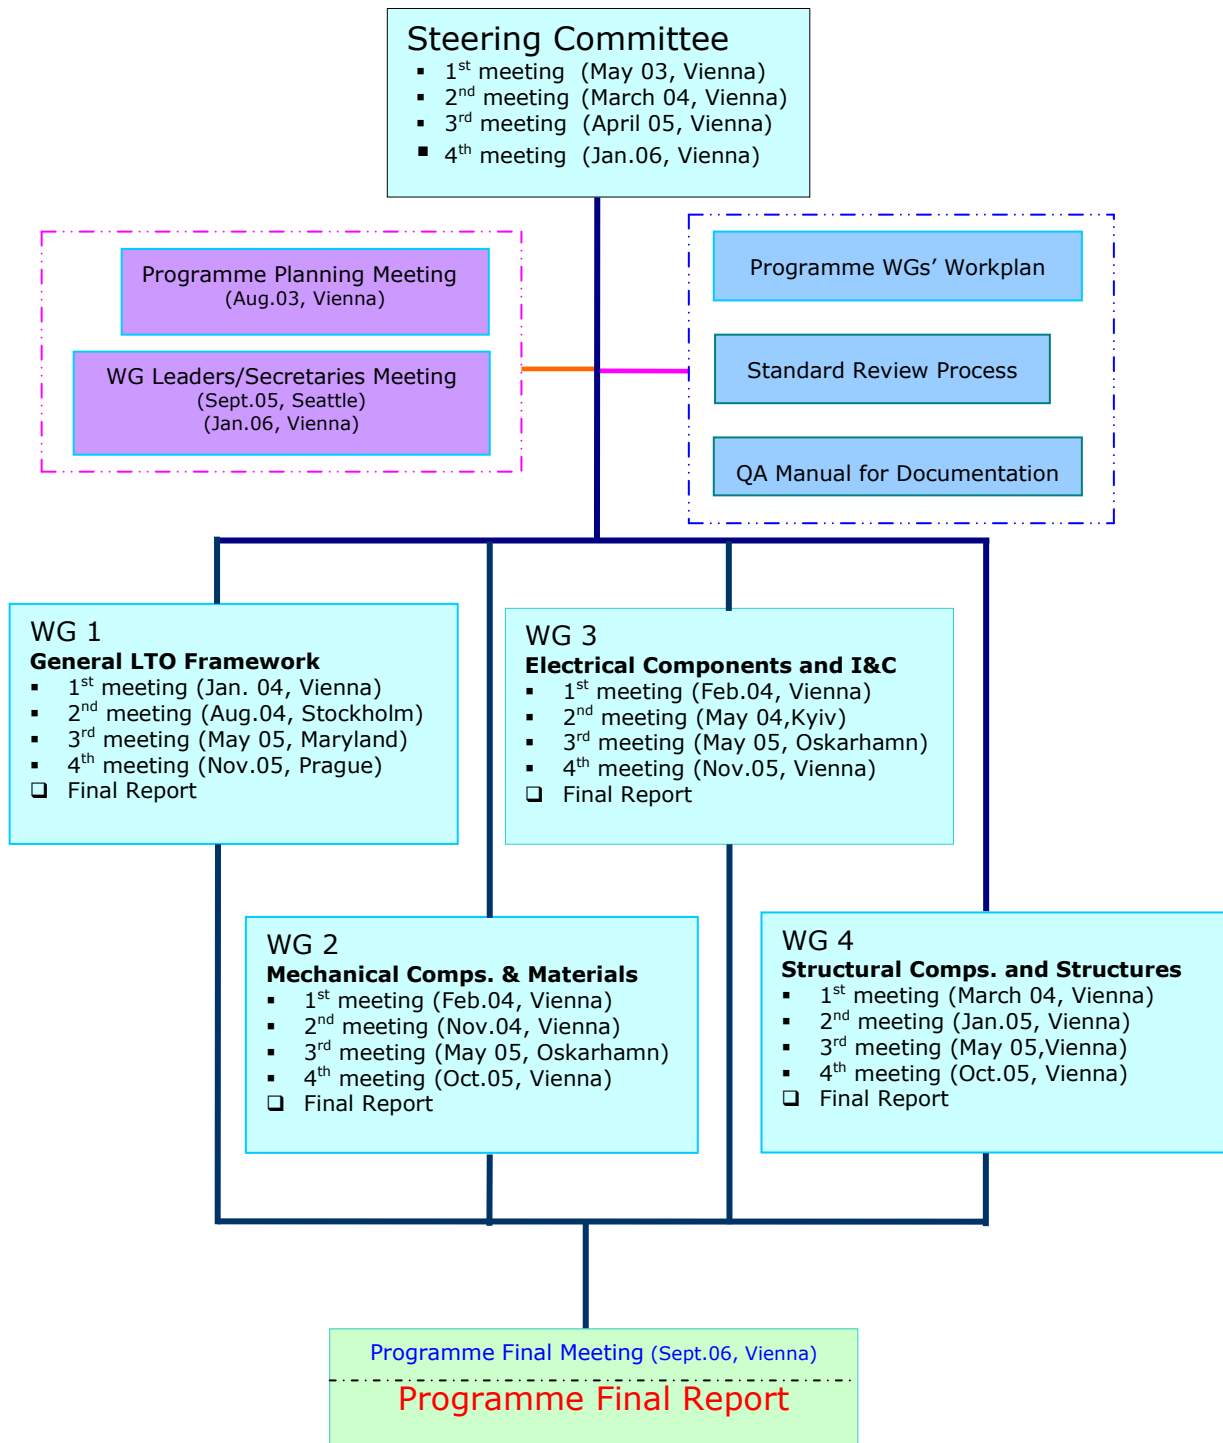 Steering Committee
▪ 1st meeting (May 03, Vienna)
▪ 2nd meeting (March 04, Vienna)
▪ 3rd meeting (April 05, Vienna)
▪ 4th meeting (Jan.06, Vienna)
Programme Planning Meeting
(Aug.03, Vienna)
WG Leaders/Secretaries Meeting
(Sept.05, Seattle)
(Jan.06, Vienna)
Programme WGs' Workplan
Standard Review Process
QA Manual for Documentation
WG 1
General LTO Framework
▪ 1st meeting (Jan. 04, Vienna)
▪ 2nd meeting (Aug.04, Stockholm)
▪ 3rd meeting (May 05, Maryland)
▪ 4th meeting (Nov.05, Prague)
❑ Final Report
WG 3
Electrical Components and I&C
▪ 1st meeting (Feb.04, Vienna)
▪ 2nd meeting (May 04,Kyiv)
▪ 3rd meeting (May 05, Oskarhamn)
▪ 4th meeting (Nov.05, Vienna)
❑ Final Report
WG 2
Mechanical Comps. & Materials
▪ 1st meeting (Feb.04, Vienna)
▪ 2nd meeting (Nov.04, Vienna)
▪ 3rd meeting (May 05, Oskarhamn)
▪ 4th meeting (Oct.05, Vienna)
❑ Final Report
WG 4
Structural Comps. and Structures
▪ 1st meeting (March 04, Vienna)
▪ 2nd meeting (Jan.05, Vienna)
▪ 3rd meeting (May 05,Vienna)
▪ 4th meeting (Oct.05, Vienna)
❑ Final Report
Programme Final Meeting (Sept.06, Vienna)
Programme Final Report